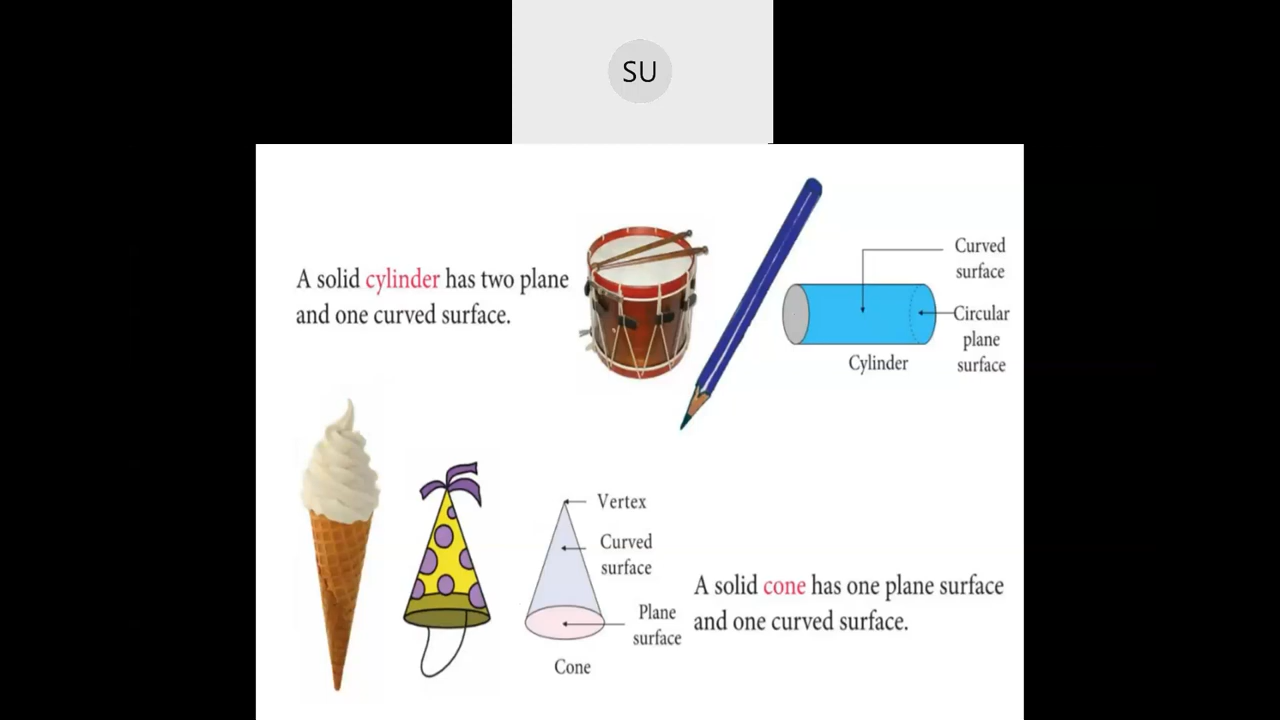 SU
A solid cylinder has two plane
and one curved surface.
Curved
surface
Circular
plane
surface
Cylinder
Vertex
Curved
surface
Plane
surface
Cone
A solid cone has one plane surface
and one curved surface.